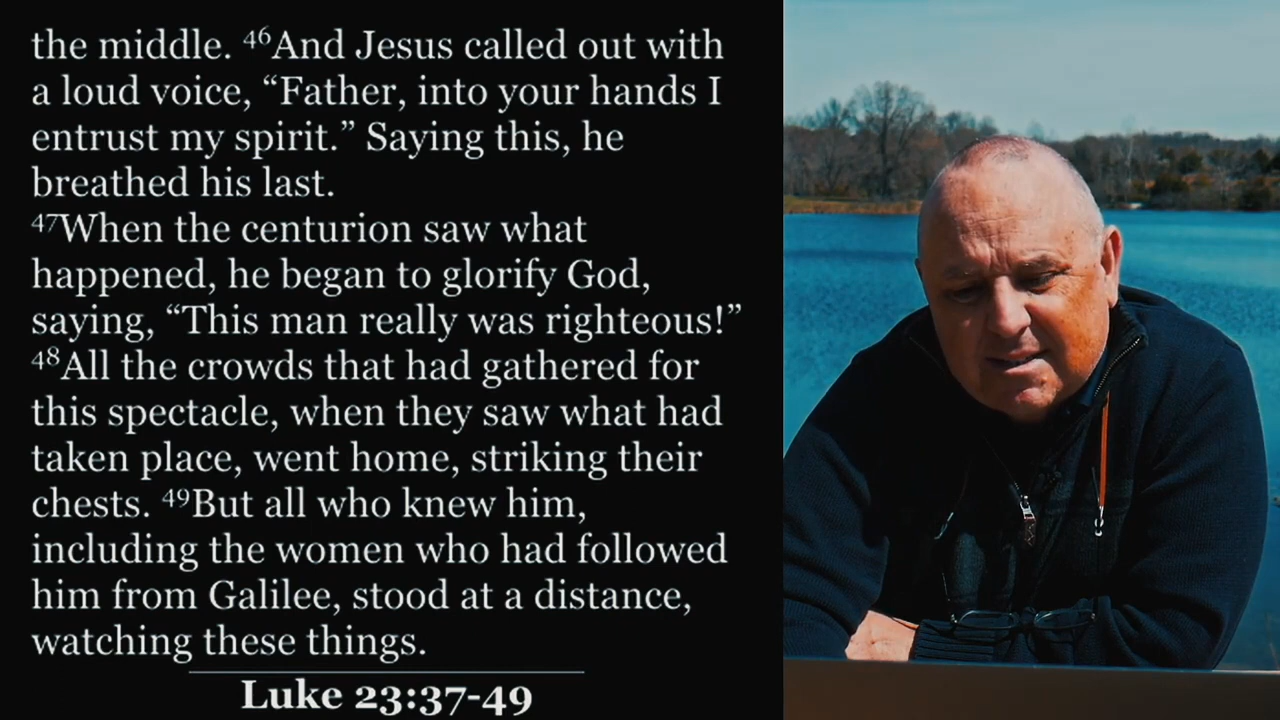 the middle. ⁴⁶And Jesus called out with
a loud voice, “Father, into your hands I
entrust my spirit.” Saying this, he
breathed his last.
⁴⁷When the centurion saw what
happened, he began to glorify God,
saying, “This man really was righteous!”
⁴⁸All the crowds that had gathered for
this spectacle, when they saw what had
taken place, went home, striking their
chests. ⁴⁹But all who knew him,
including the women who had followed
him from Galilee, stood at a distance,
watching these things.
Luke 23:37-49